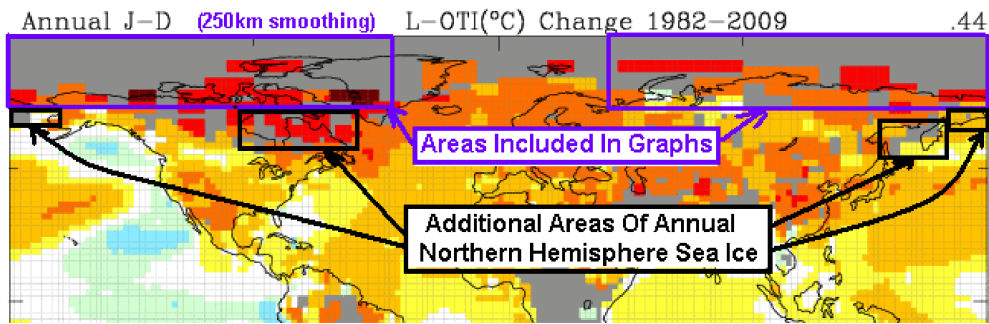 Annual J-D (250km smoothing) L-OTI(°C) Change 1982-2009 .44
Areas Included In Graphs
Additional Areas Of Annual
Northern Hemisphere Sea Ice